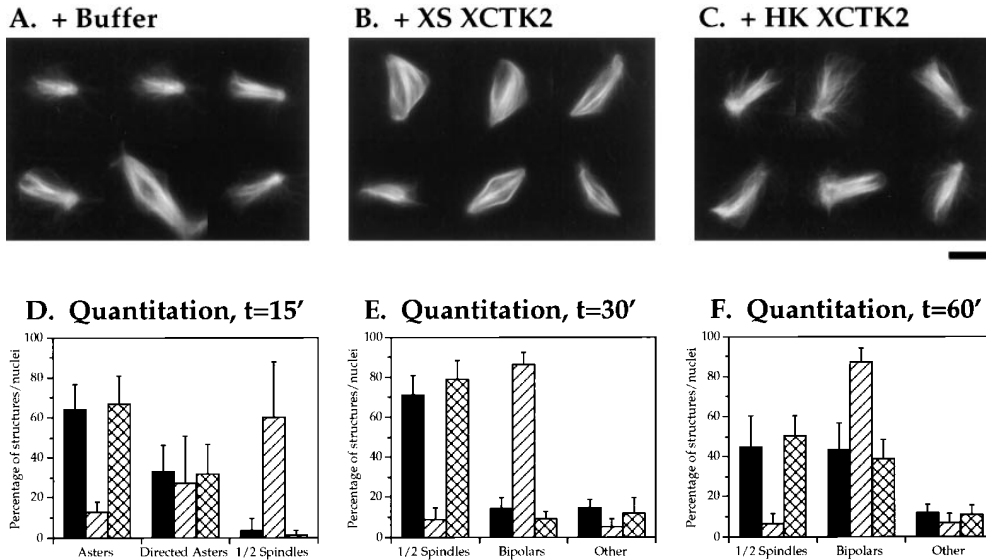 A. + Buffer
B. + XS XCTK2
C. + HK XCTK2
D. Quantitation, t=15'
Percentage of structures/nuclei
100
80
60
40
20
0
Asters Directed Asters 1/2 Spindles
E. Quantitation, t=30'
Percentage of structures/nuclei
100
80
60
40
20
0
1/2 Spindles Bipolars Other
F. Quantitation, t=60'
Percentage of structures/nuclei
100
80
60
40
20
0
1/2 Spindles Bipolars Other